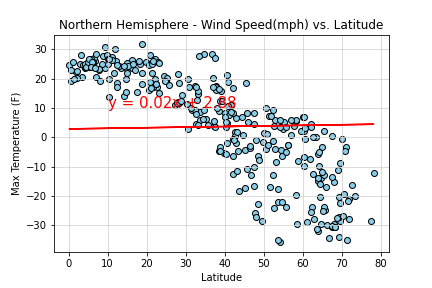 Northern Hemisphere - Wind Speed(mph) vs. Latitude
Max Temperature (F)
30
20
10
0
−10
−20
−30
y = 0.02x + 2.88
0 10 20 30 40 50 60 70 80
Latitude